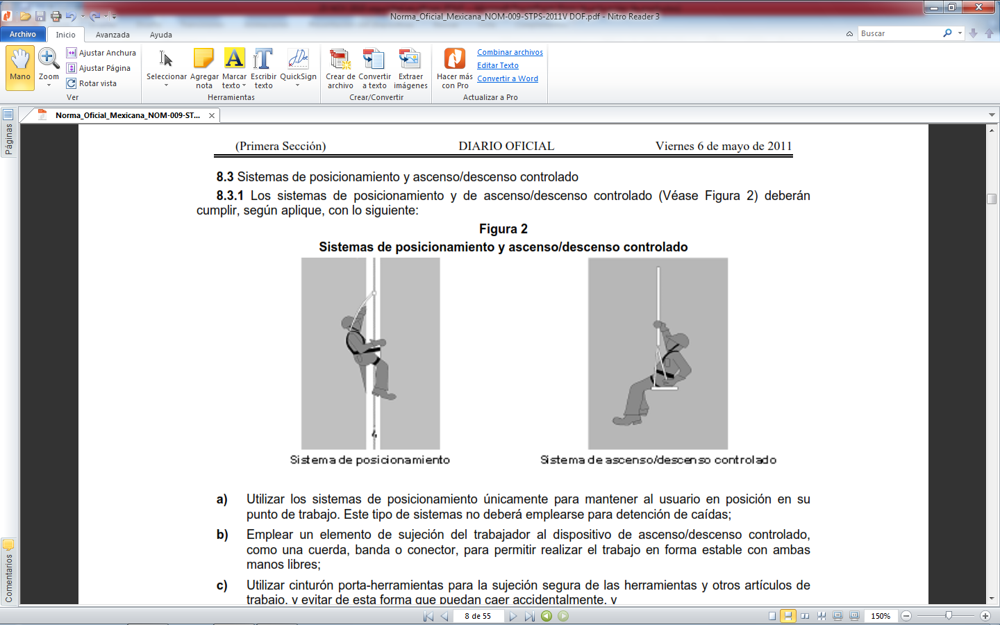 Norma_Oficial_Mexicana_NOM-009-STPS-2011V DOF.pdf - Nitro Reader 3
Archivo Inicio Avanzada Ayuda Buscar
Mano
Zoom
Ajustar Anchura
Ajustar Página
Rotar vista
Ver
Seleccionar
Agregar nota
Marcar texto
Escribir texto
QuickSign
Herramientas
Crear de archivo
Convertir a texto
Extraer imágenes
Crear/Convertir
Hacer más con Pro
Combinar archivos
Editar Texto
Convertir a Word
Actualizar a Pro
Norma_Oficial_Mexicana_NOM-009-ST...
Páginas
Comentarios
(Primera Sección) DIARIO OFICIAL Viernes 6 de mayo de 2011
8.3 Sistemas de posicionamiento y ascenso/descenso controlado
8.3.1 Los sistemas de posicionamiento y de ascenso/descenso controlado (Véase Figura 2) deberán
cumplir, según aplique, con lo siguiente:
Figura 2
Sistemas de posicionamiento y ascenso/descenso controlado
Sistema de posicionamiento Sistema de ascenso/descenso controlado
a) Utilizar los sistemas de posicionamiento únicamente para mantener al usuario en posición en su
punto de trabajo. Este tipo de sistemas no deberá emplearse para detención de caídas;
b) Emplear un elemento de sujeción del trabajador al dispositivo de ascenso/descenso controlado,
como una cuerda, banda o conector, para permitir realizar el trabajo en forma estable con ambas
manos libres;
c) Utilizar cinturón porta-herramientas para la sujeción segura de las herramientas y otros artículos de
trabajo, y evitar de esta forma que puedan caer accidentalmente, y
8 de 55
150%